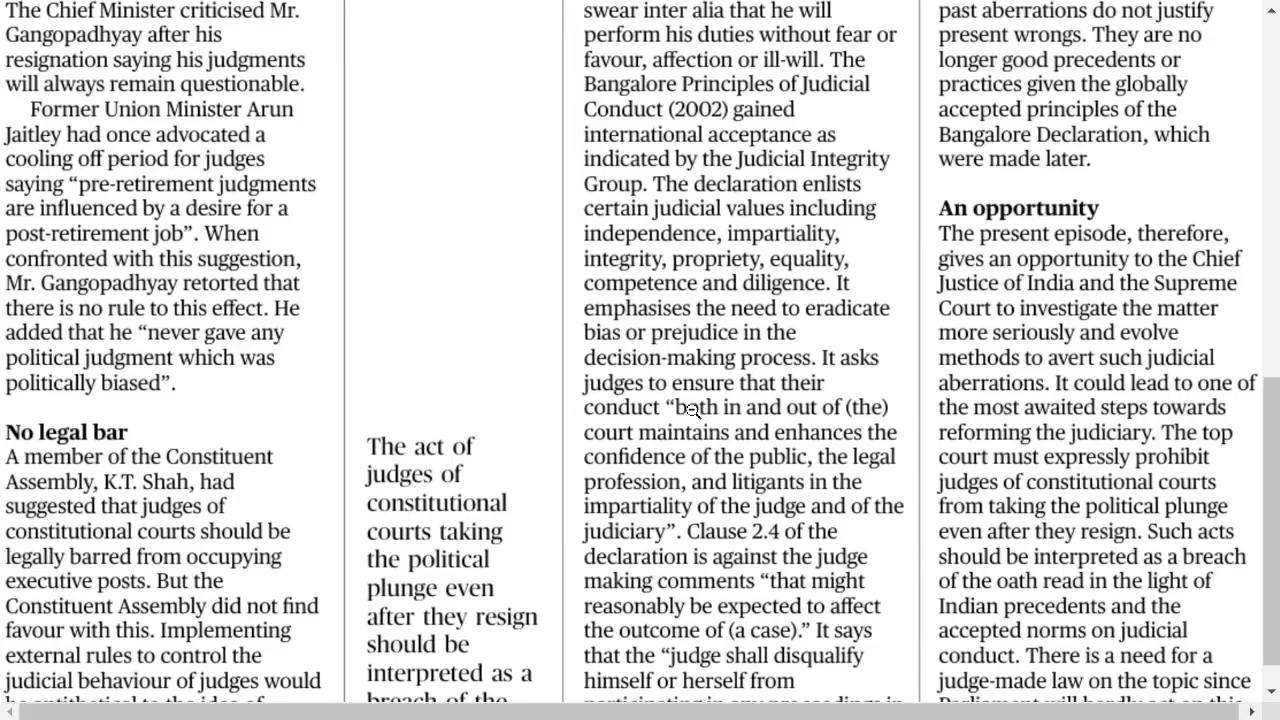 The Chief Minister criticised Mr.
Gangopadhyay after his
resignation saying his judgments
will always remain questionable.
Former Union Minister Arun
Jaitley had once advocated a
cooling off period for judges
saying “pre-retirement judgments
are influenced by a desire for a
post-retirement job”. When
confronted with this suggestion,
Mr. Gangopadhyay retorted that
there is no rule to this effect. He
added that he “never gave any
political judgment which was
politically biased”.
No legal bar
A member of the Constituent
Assembly, K.T. Shah, had
suggested that judges of
constitutional courts should be
legally barred from occupying
executive posts. But the
Constituent Assembly did not find
favour with this. Implementing
external rules to control the
judicial behaviour of judges would
be antithetical to the idea of
The act of
judges of
constitutional
courts taking
the political
plunge even
after they resign
should be
interpreted as a
breach of the
swear inter alia that he will
perform his duties without fear or
favour, affection or ill-will. The
Bangalore Principles of Judicial
Conduct (2002) gained
international acceptance as
indicated by the Judicial Integrity
Group. The declaration enlists
certain judicial values including
independence, impartiality,
integrity, propriety, equality,
competence and diligence. It
emphasises the need to eradicate
bias or prejudice in the
decision-making process. It asks
judges to ensure that their
conduct “both in and out of (the)
court maintains and enhances the
confidence of the public, the legal
profession, and litigants in the
impartiality of the judge and of the
judiciary”. Clause 2.4 of the
declaration is against the judge
making comments “that might
reasonably be expected to affect
the outcome of (a case).” It says
that the “judge shall disqualify
himself or herself from
participating in any proceedings in
past aberrations do not justify
present wrongs. They are no
longer good precedents or
practices given the globally
accepted principles of the
Bangalore Declaration, which
were made later.
An opportunity
The present episode, therefore,
gives an opportunity to the Chief
Justice of India and the Supreme
Court to investigate the matter
more seriously and evolve
methods to avert such judicial
aberrations. It could lead to one of
the most awaited steps towards
reforming the judiciary. The top
court must expressly prohibit
judges of constitutional courts
from taking the political plunge
even after they resign. Such acts
should be interpreted as a breach
of the oath read in the light of
Indian precedents and the
accepted norms on judicial
conduct. There is a need for a
judge-made law on the topic since
Parliament will hardly act on this